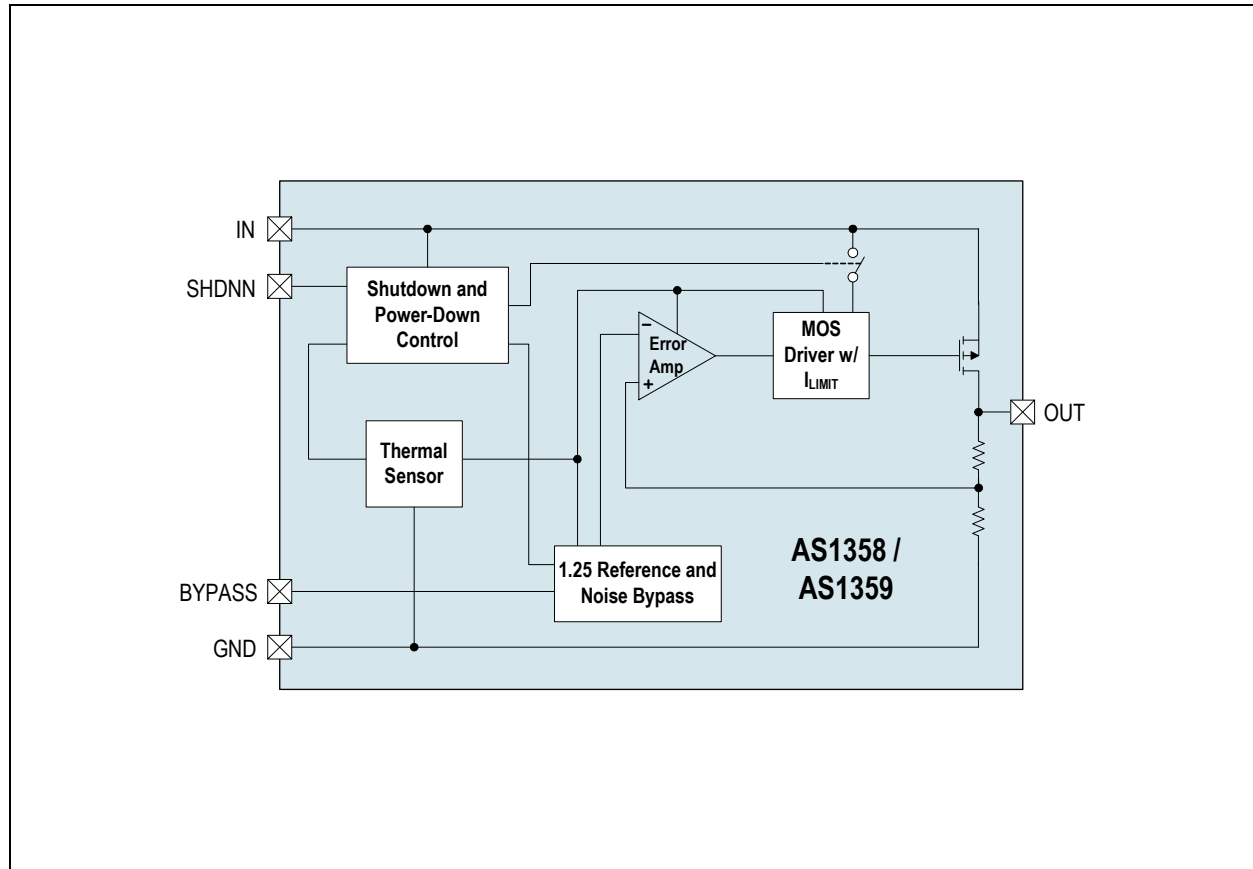 IN
SHDNN
Shutdown and
Power-Down
Control
−
Error
Amp
+
MOS
Driver w/
ILIMIT
OUT
Thermal
Sensor
1.25 Reference and
Noise Bypass
AS1358 /
AS1359
BYPASS
GND